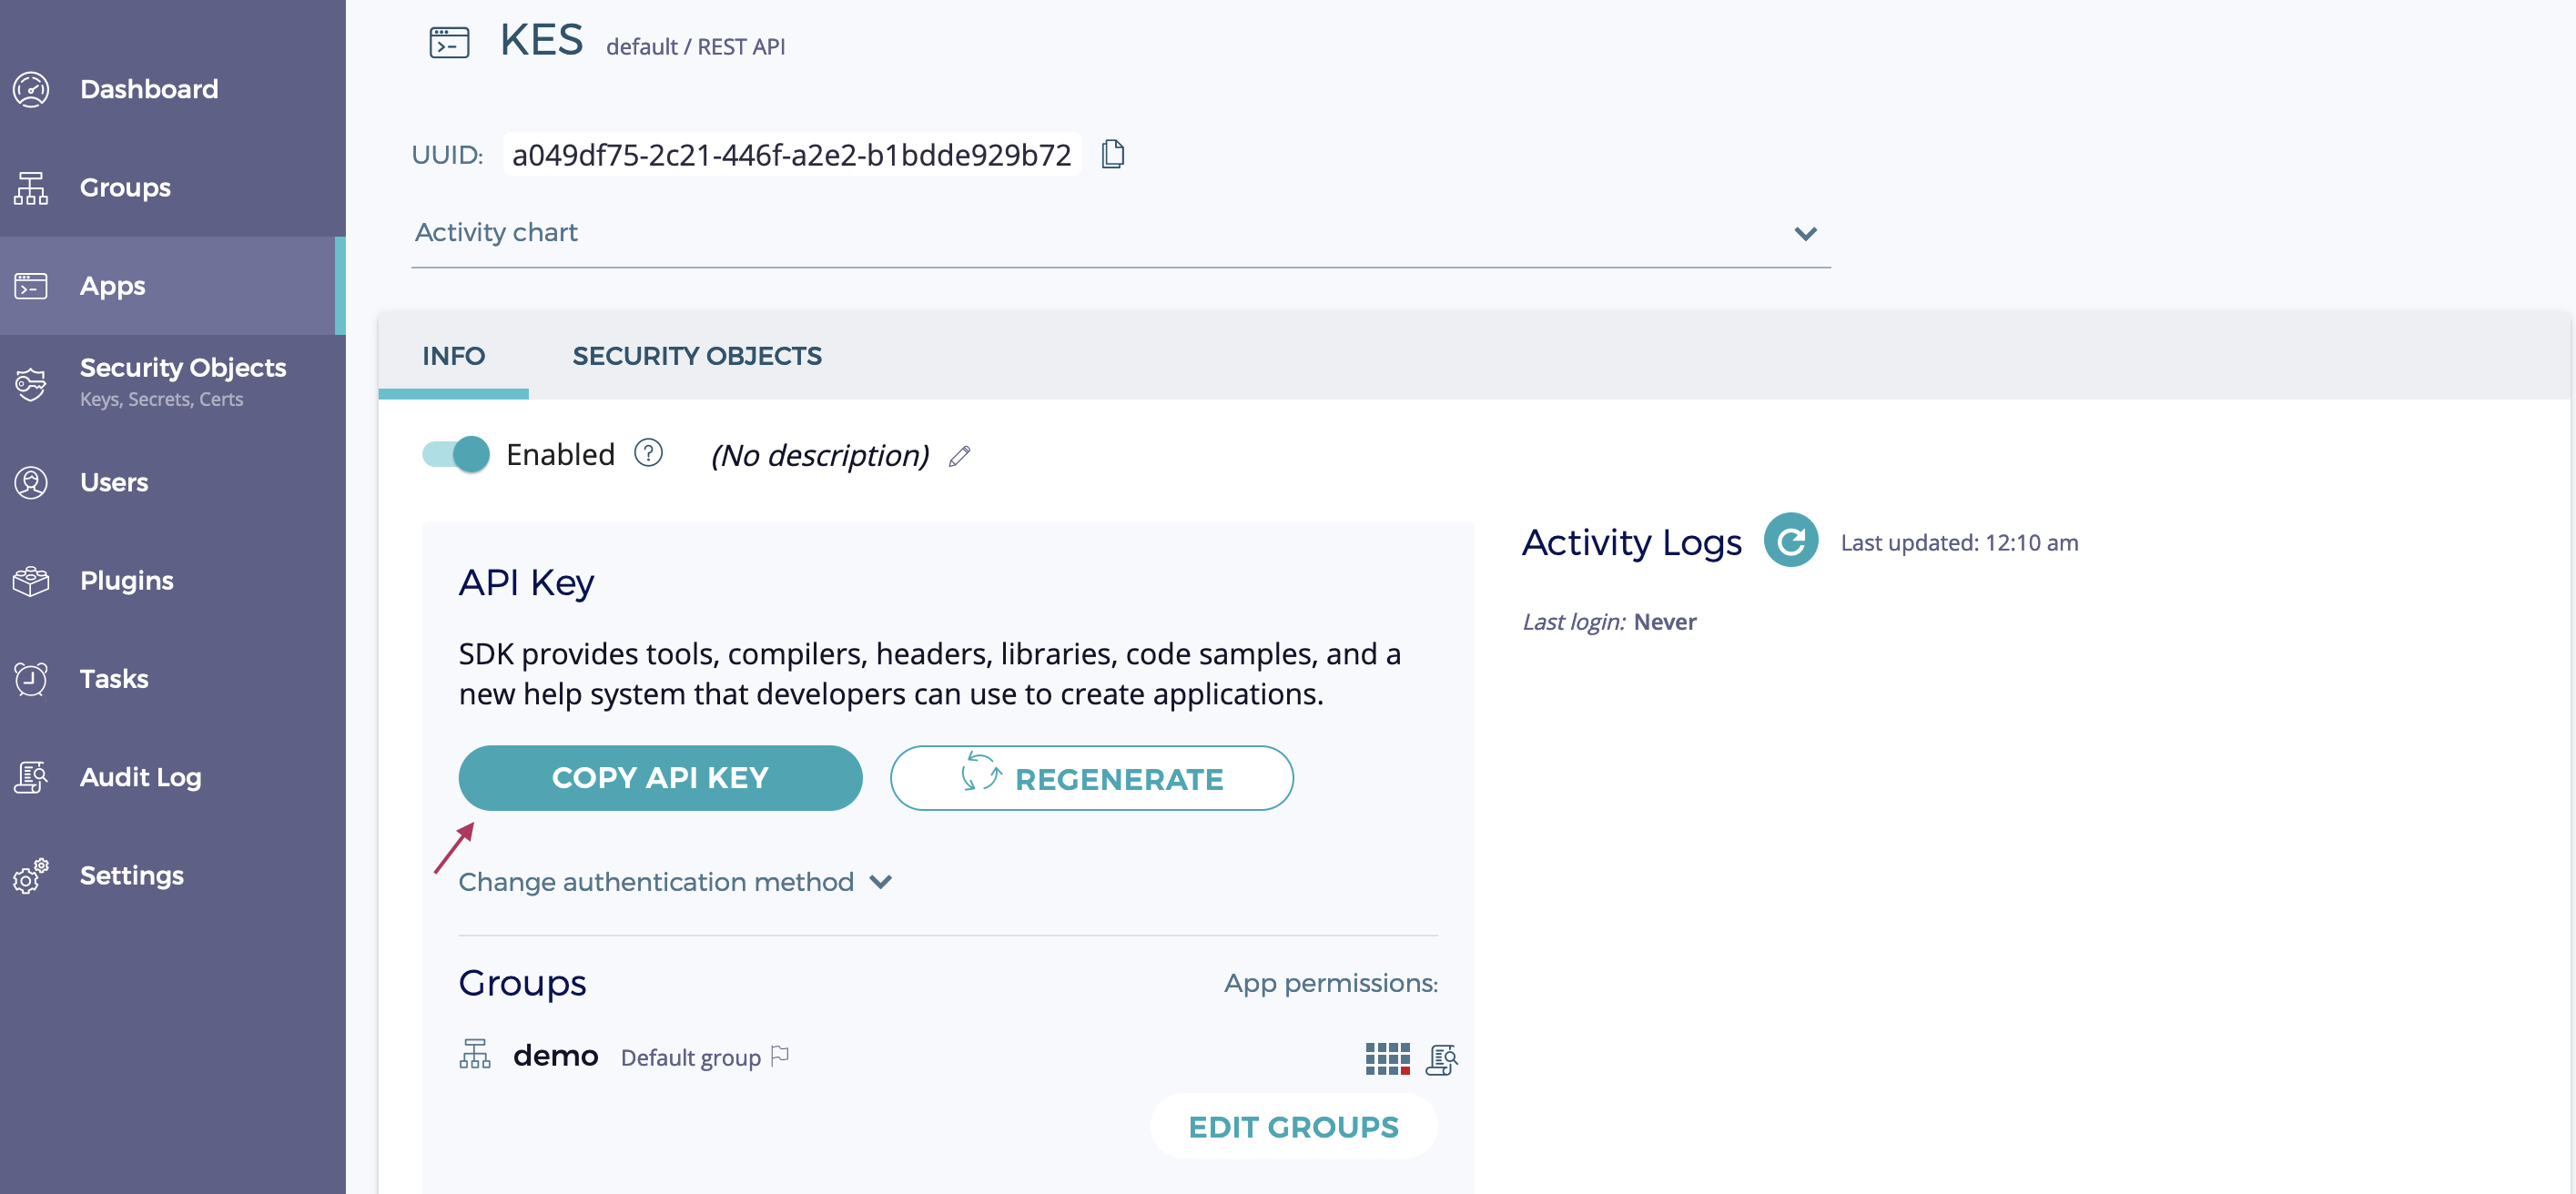 KES default / REST API
Dashboard
UUID: a049df75-2c21-446f-a2e2-b1bdde929b72
Groups
Activity chart
Apps
INFO SECURITY OBJECTS
Security Objects
Keys, Secrets, Certs
Enabled ? (No description)
Users
Activity Logs Last updated: 12:10 am
API Key
Plugins
Last login: Never
SDK provides tools, compilers, headers, libraries, code samples, and a
new help system that developers can use to create applications.
Tasks
COPY API KEY REGENERATE
Audit Log
Settings
Change authentication method
Groups App permissions:
demo Default group
EDIT GROUPS